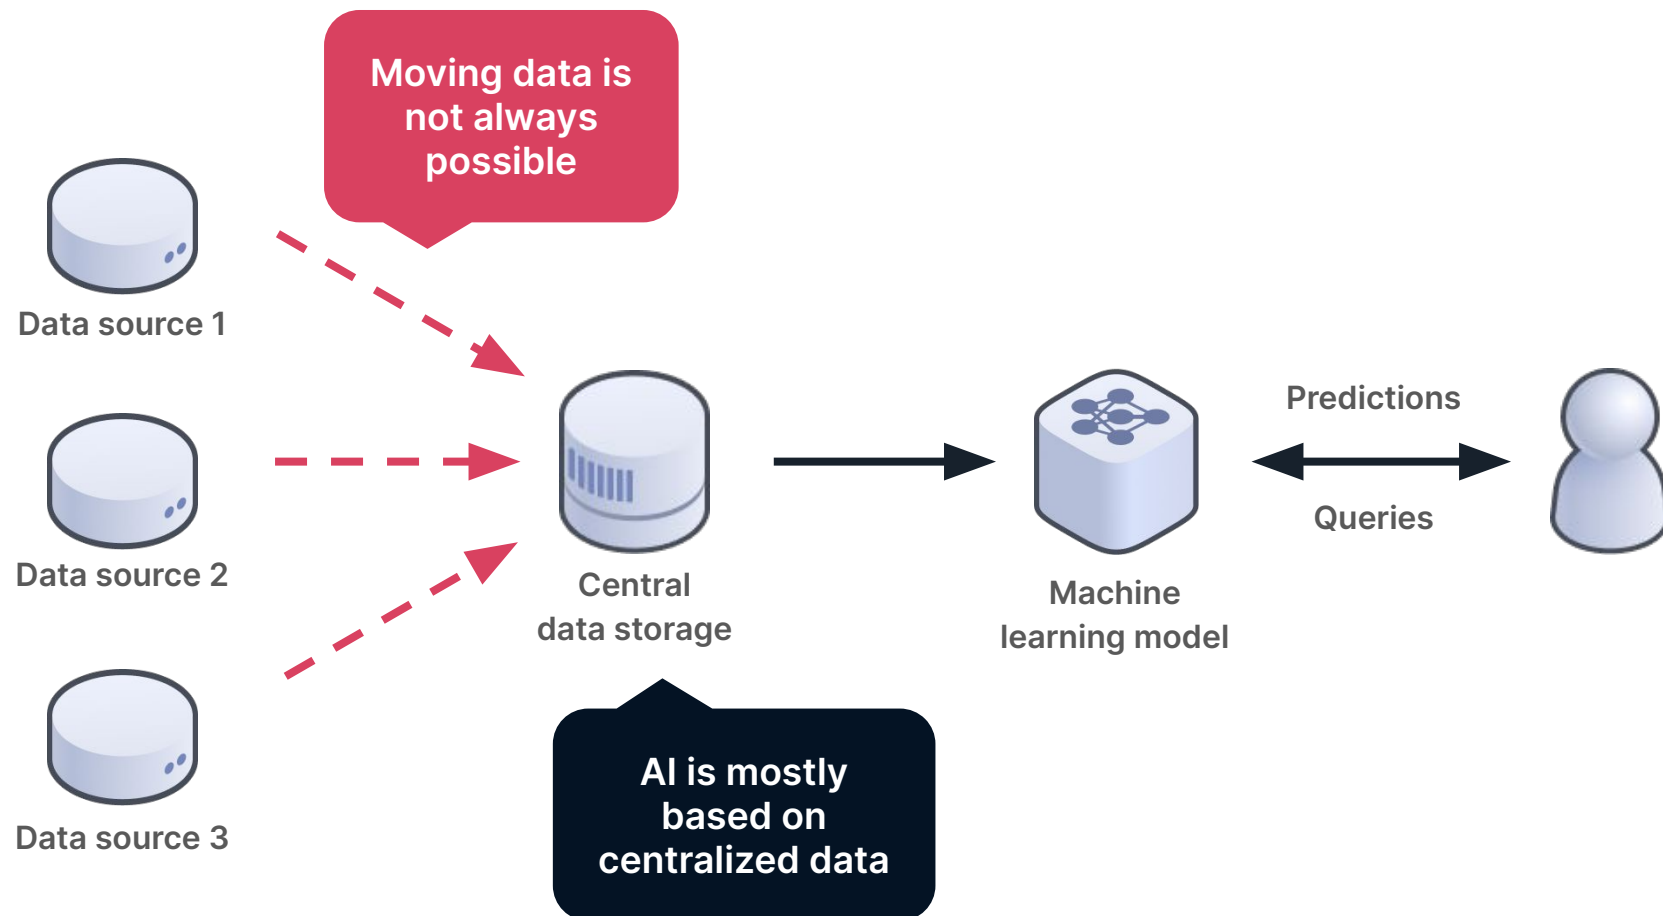 Moving data is
not always
possible
Data source 1
Data source 2
Data source 3
Central
data storage
AI is mostly
based on
centralized data
Machine
learning model
Predictions
Queries